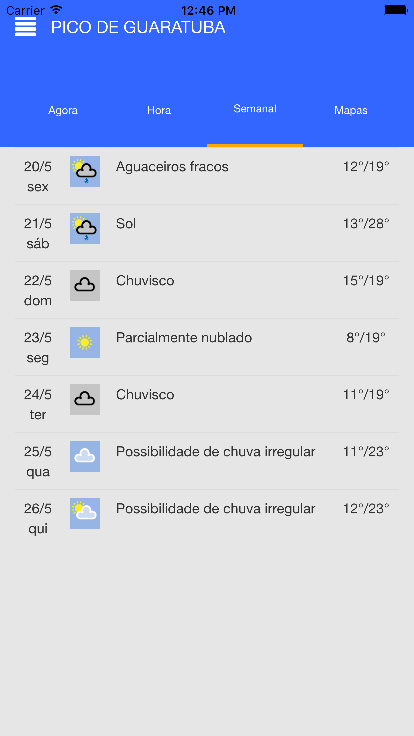 Carrier 12:46 PM
PICO DE GUARATUBA
Agora Hora Semanal Mapas
20/5 Aguaceiros fracos 12°/19°
sex
21/5 Sol 13°/28°
sáb
22/5 Chuvisco 15°/19°
dom
23/5 Parcialmente nublado 8°/19°
seg
24/5 Chuvisco 11°/19°
ter
25/5 Possibilidade de chuva irregular 11°/23°
qua
26/5 Possibilidade de chuva irregular 12°/23°
qui